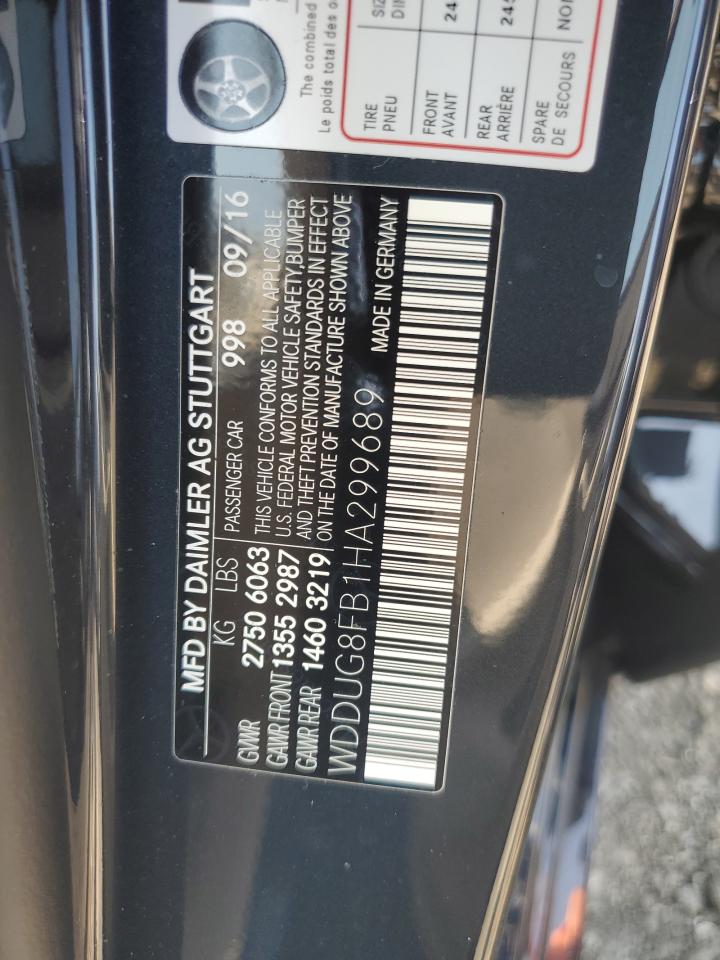 MFD BY DAIMLER AG STUTTGART
KG LBS
GVWR 2750 6063
GAWR FRONT 1355 2987
GAWR REAR 1460 3219
PASSENGER CAR 998 09/16
THIS VEHICLE CONFORMS TO ALL APPLICABLE
U.S. FEDERAL MOTOR VEHICLE SAFETY,BUMPER
AND THEFT PREVENTION STANDARDS IN EFFECT
ON THE DATE OF MANUFACTURE SHOWN ABOVE
WDDUG8FB1HA299689 MADE IN GERMANY
The combined
Le poids total des
TIRE
PNEU
FRONT
AVANT
24
REAR
ARRIÈRE
SPARE
DE SECOURS